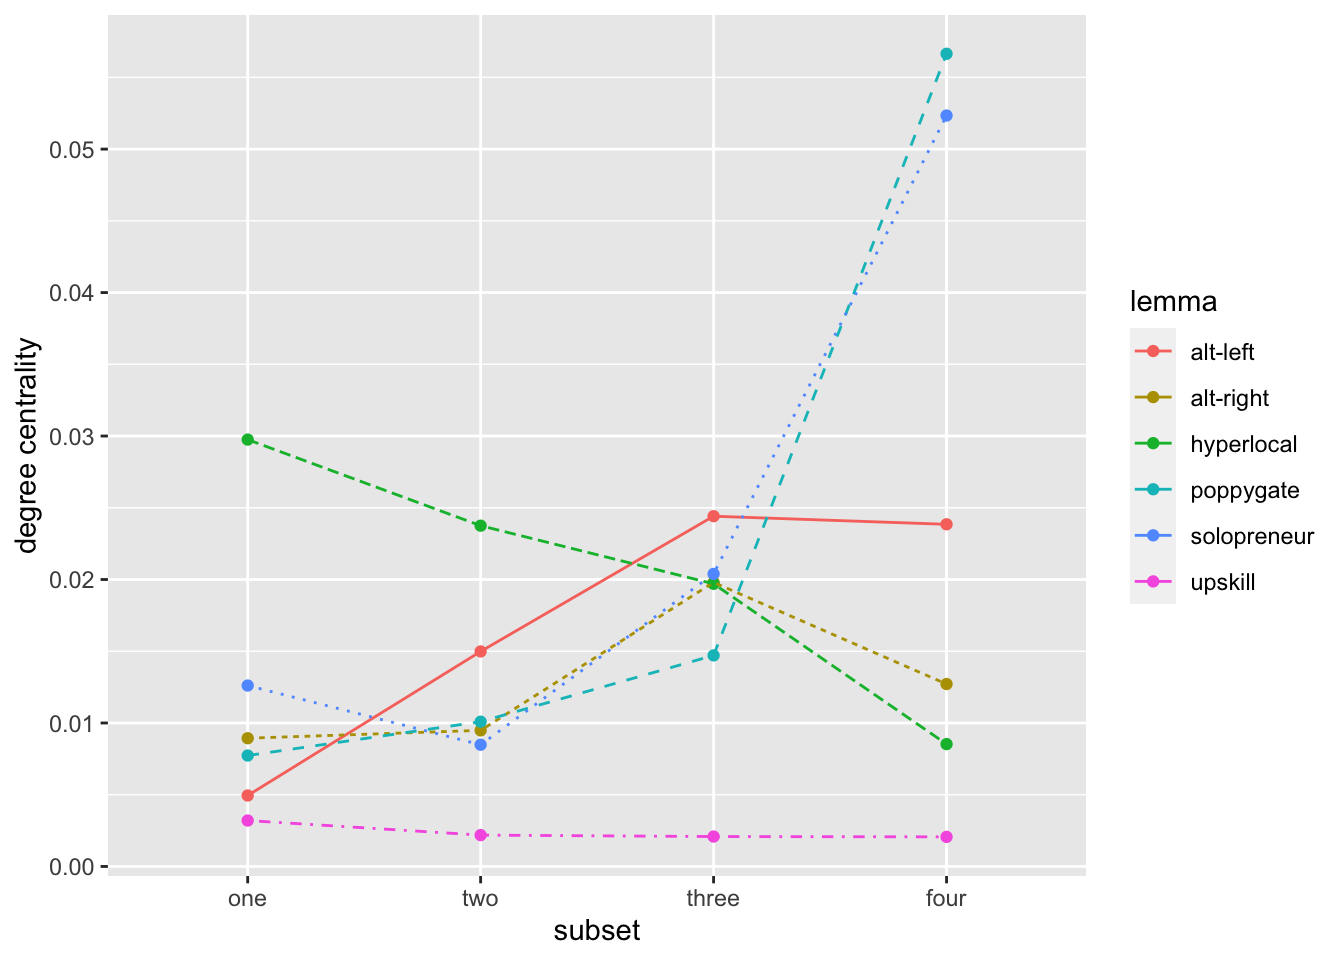 degree centrality
0.05
0.04
0.03
0.02
0.01
0.00
one two three four
subset
lemma
alt-left
alt-right
hyperlocal
poppygate
solopreneur
upskill